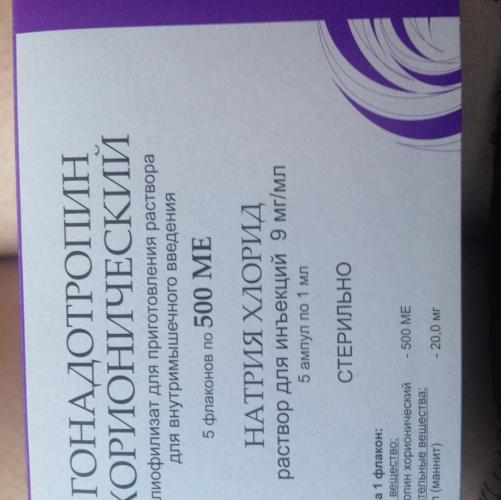 ГОНАДОТРОПИН
ХОРИОНИЧЕСКИЙ
лиофилизат для приготовления раствора
для внутримышечного введения
5 флаконов по 500 МЕ
НАТРИЯ ХЛОРИД
раствор для инъекций 9 мг/мл
5 ампул по 1 мл
СТЕРИЛЬНО
а 1 флакон:
вещество:
опин хорионический - 500 МЕ
тельные вещества:
(маннит) - 20,0 мг